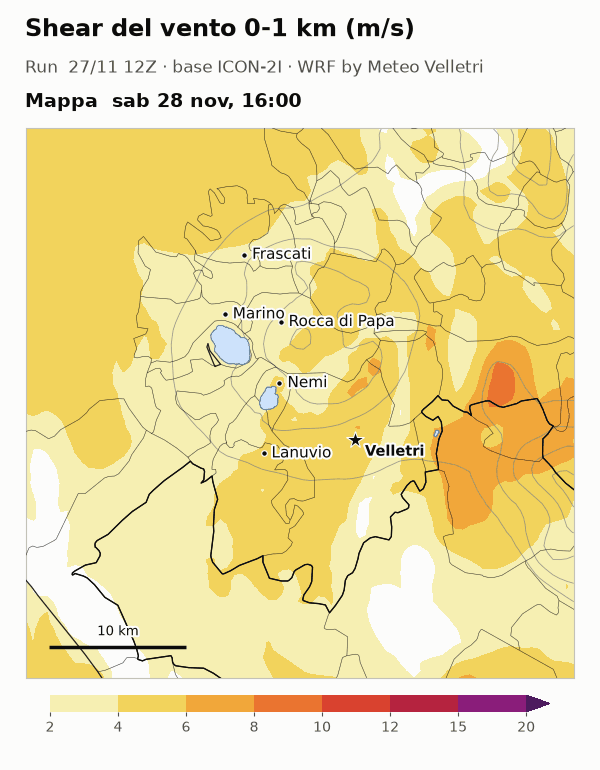 Shear del vento 0-1 km (m/s)
Run  27/11 12Z · base ICON-2I · WRF by Meteo Velletri
Mappa  sab 28 nov, 16:00
Frascati
Marino
Rocca di Papa
Nemi
Velletri
Lanuvio
10 km
2 4 6 8 10 12 15 20